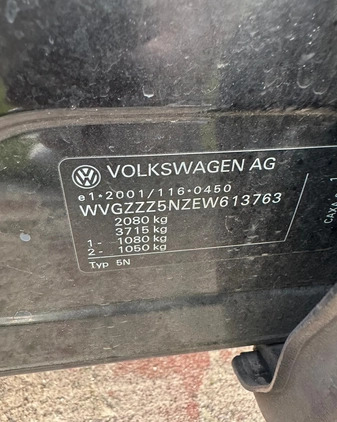 VOLKSWAGEN AG
e1*2001/116*0450
WVGZZZ5NZEW613763
2080 kg
3715 kg
1- 1080 kg
2- 1050 kg
Typ 5N
CAXA